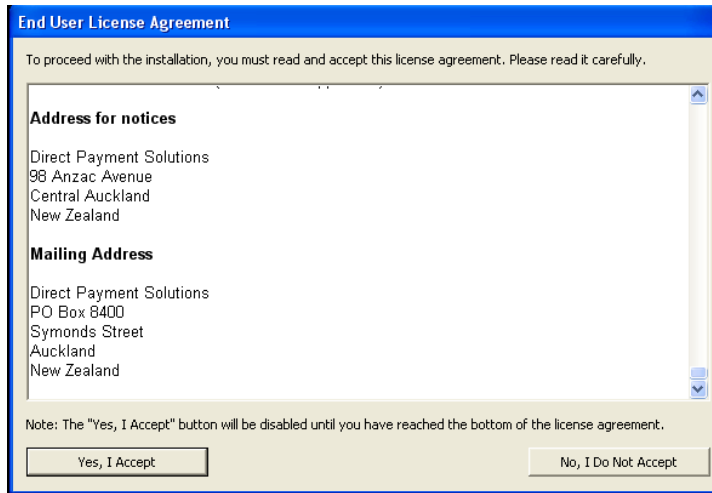 End User License Agreement
To proceed with the installation, you must read and accept this license agreement. Please read it carefully.
Address for notices
Direct Payment Solutions
98 Anzac Avenue
Central Auckland
New Zealand
Mailing Address
Direct Payment Solutions
PO Box 8400
Symonds Street
Auckland
New Zealand
Note: The "Yes, I Accept" button will be disabled until you have reached the bottom of the license agreement.
Yes, I Accept
No, I Do Not Accept